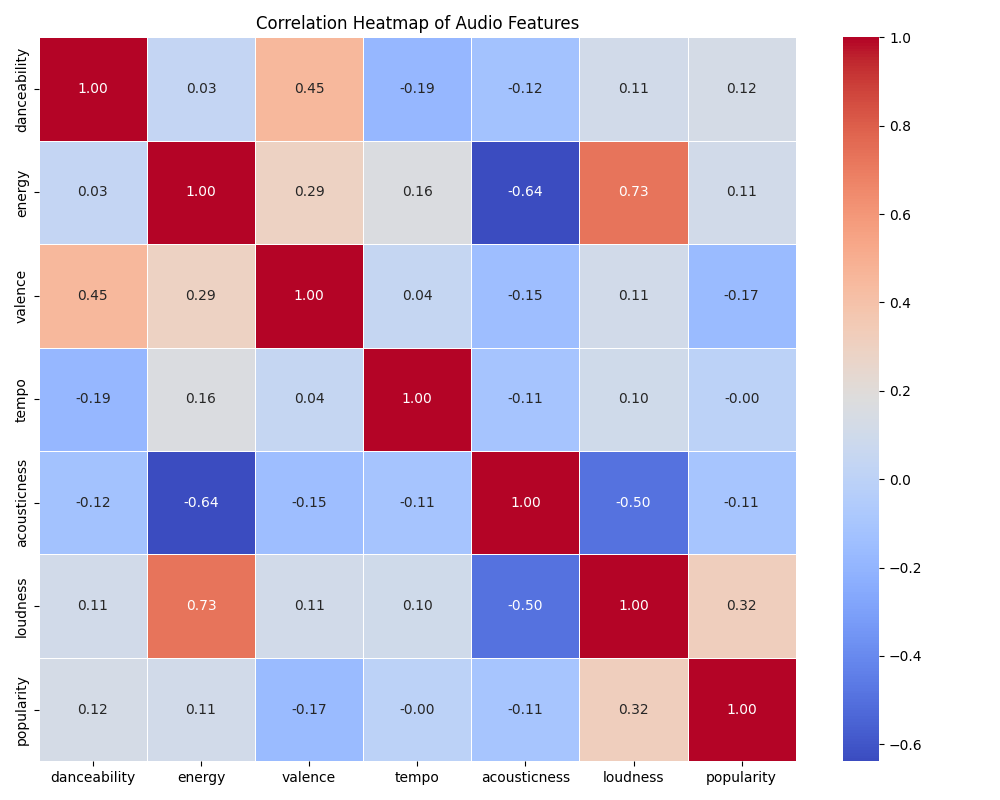 Correlation Heatmap of Audio Features
danceability 1.00 0.03 0.45 -0.19 -0.12 0.11 0.12
energy 0.03 1.00 0.29 0.16 -0.64 0.73 0.11
valence 0.45 0.29 1.00 0.04 -0.15 0.11 -0.17
tempo -0.19 0.16 0.04 1.00 -0.11 0.10 -0.00
acousticness -0.12 -0.64 -0.15 -0.11 1.00 -0.50 -0.11
loudness 0.11 0.73 0.11 0.10 -0.50 1.00 0.32
popularity 0.12 0.11 -0.17 -0.00 -0.11 0.32 1.00
danceability energy valence tempo acousticness loudness popularity
1.0
0.8
0.6
0.4
0.2
0.0
−0.2
−0.4
−0.6